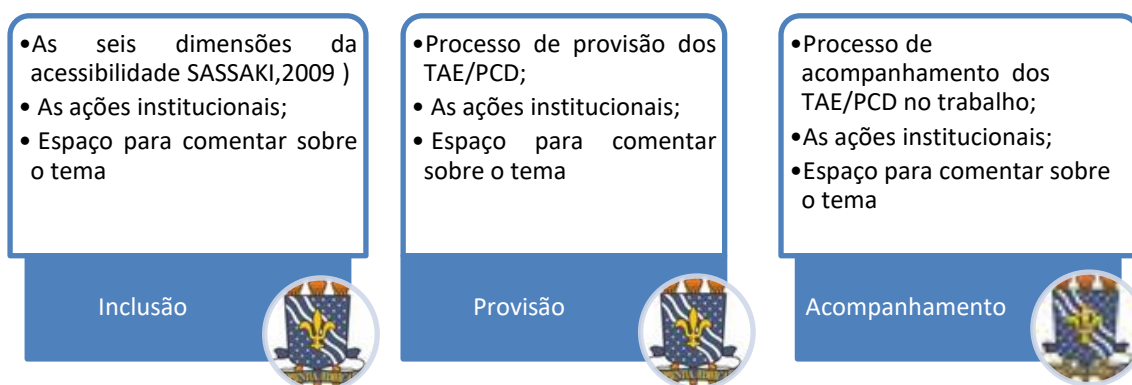 •As seis dimensões da
acessibilidade SASSAKI,2009 )
• As ações institucionais;
• Espaço para comentar sobre
o tema
Inclusão
•Processo de provisão dos
TAE/PCD;
• As ações institucionais;
• Espaço para comentar
sobre o tema
Provisão
•Processo de
acompanhamento dos
TAE/PCD no trabalho;
•As ações institucionais;
•Espaço para comentar sobre
o tema
Acompanhamento